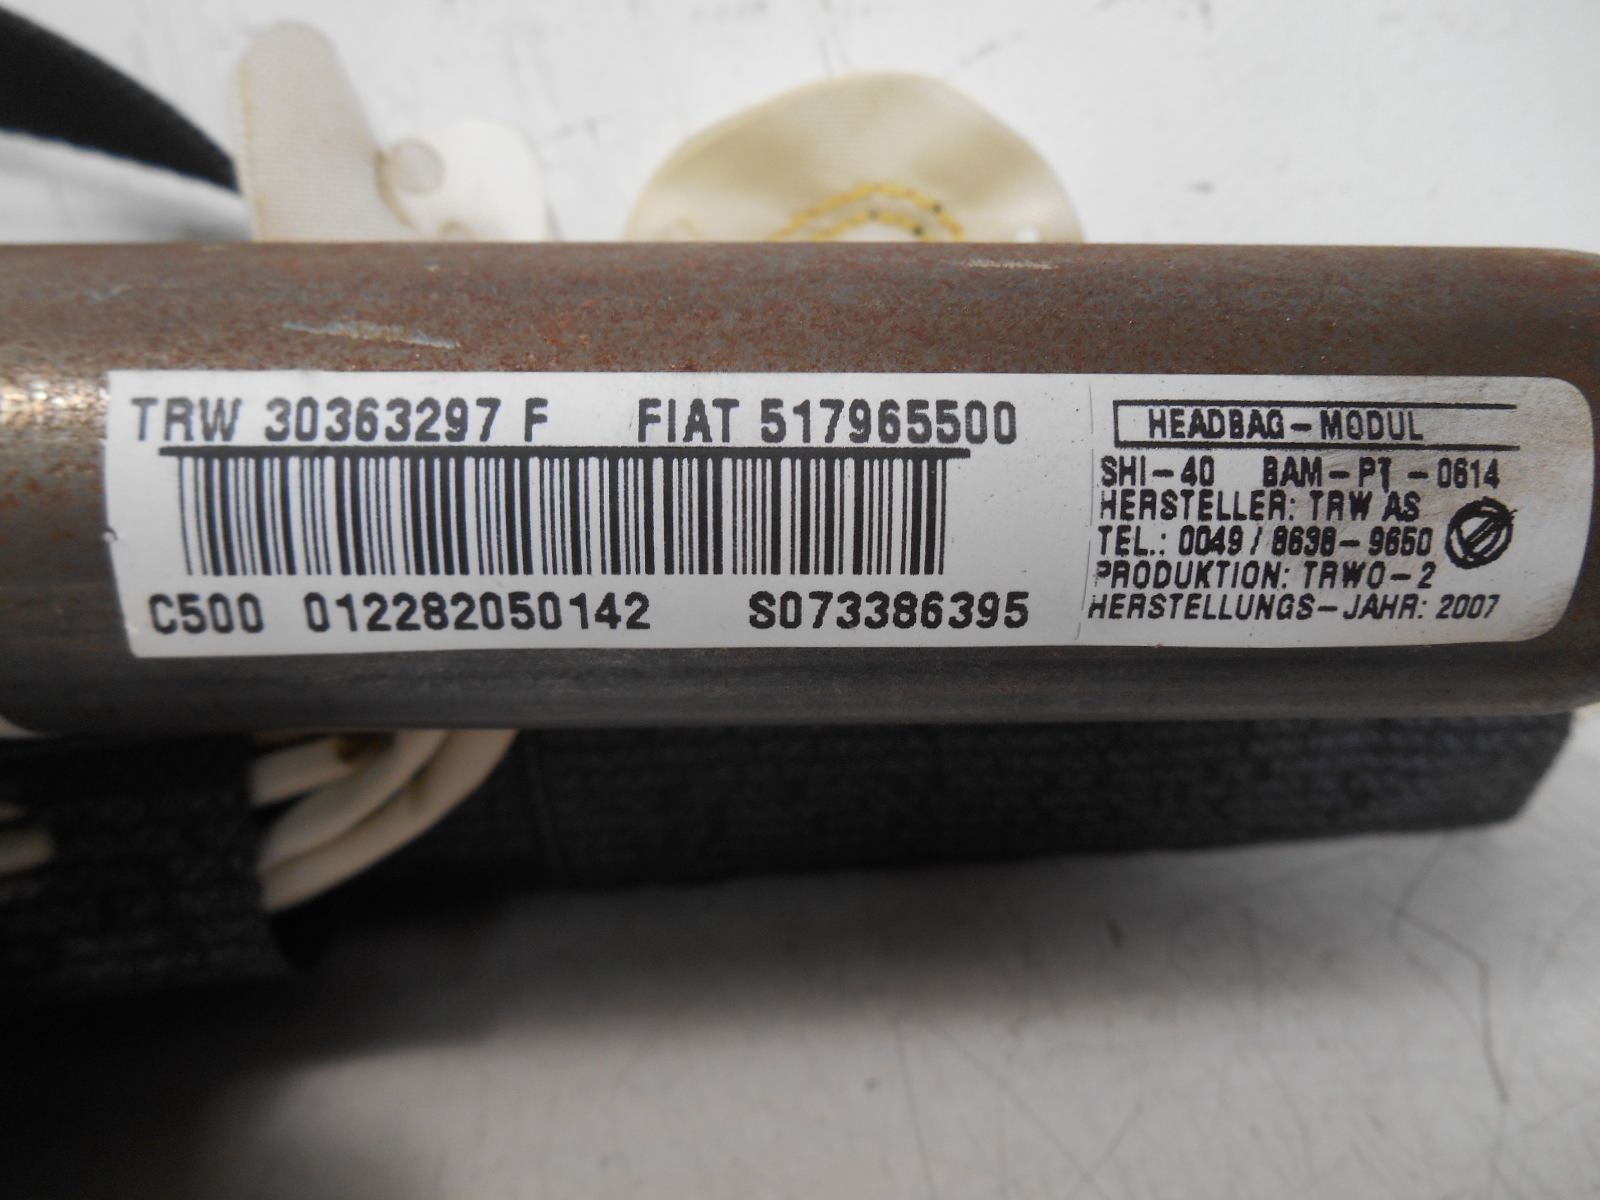 TRW 30363297 F FIAT 517965500
C500 012282050142 S073386395
HEADBAG-MODUL
SHI-40 BAM-PT-0614
HERSTELLER: TRW AS
TEL.: 0049/8638-9650
PRODUKTION: TRWO-2
HERSTELLUNGS-JAHR: 2007